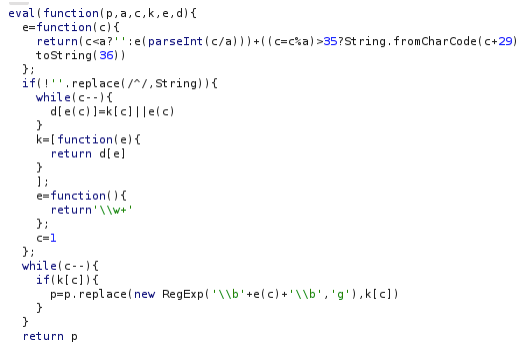 eval(function(p,a,c,k,e,d){
e=function(c){
return(c<a?'':e(parseInt(c/a)))+((c=c%a)>35?String.fromCharCode(c+29)
toString(36))
};
if(!''.replace(/^/,String)){
while(c--){
d[e(c)]=k[c]||e(c)
}
k=[function(e){
return d[e]
}
];
e=function(){
return'\\w+'
};
c=1
};
while(c--){
if(k[c]){
p=p.replace(new RegExp('\\b'+e(c)+'\\b','g'),k[c])
}
}
return p